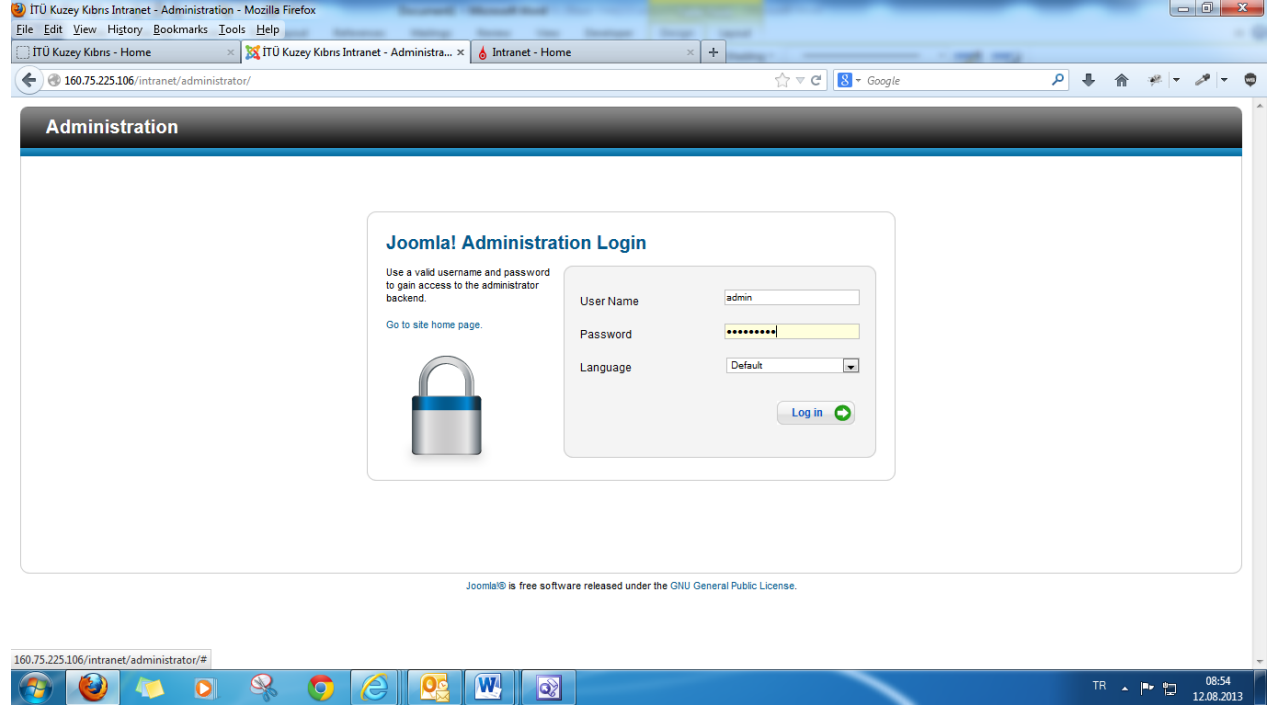 İTÜ Kuzey Kıbrıs Intranet - Administration - Mozilla Firefox
File Edit View History Bookmarks Tools Help
İTÜ Kuzey Kıbrıs - Home × İTÜ Kuzey Kıbrıs Intranet - Administra... × Intranet - Home × +
160.75.225.106/intranet/administrator/ Google
Administration
Joomla! Administration Login
Use a valid username and password
to gain access to the administrator
backend.
Go to site home page.
User Name admin
Password •••••••••
Language Default
Log in
Joomla!® is free software released under the GNU General Public License.
160.75.225.106/intranet/administrator/#
TR 08:54
12.08.2013